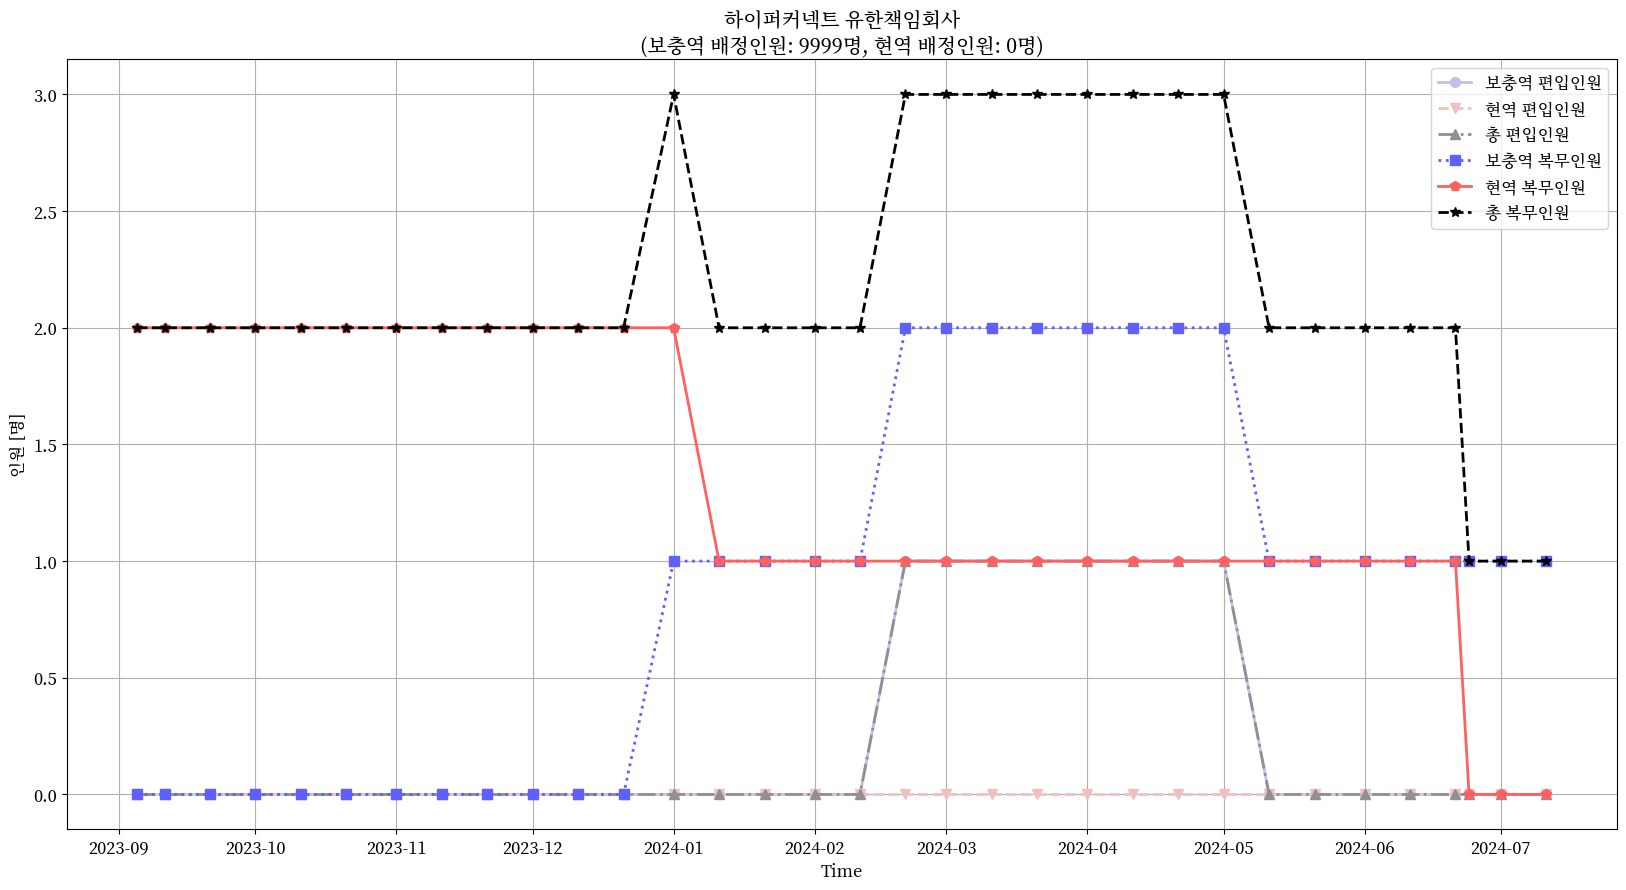 하이퍼커넥트 유한책임회사
(보충역 배정인원: 9999명, 현역 배정인원: 0명)
보충역 편입인원
현역 편입인원
총 편입인원
보충역 복무인원
현역 복무인원
총 복무인원
인원 [명]
3.0
2.5
2.0
1.5
1.0
0.5
0.0
2023-09 2023-10 2023-11 2023-12 2024-01 2024-02 2024-03 2024-04 2024-05 2024-06 2024-07
Time